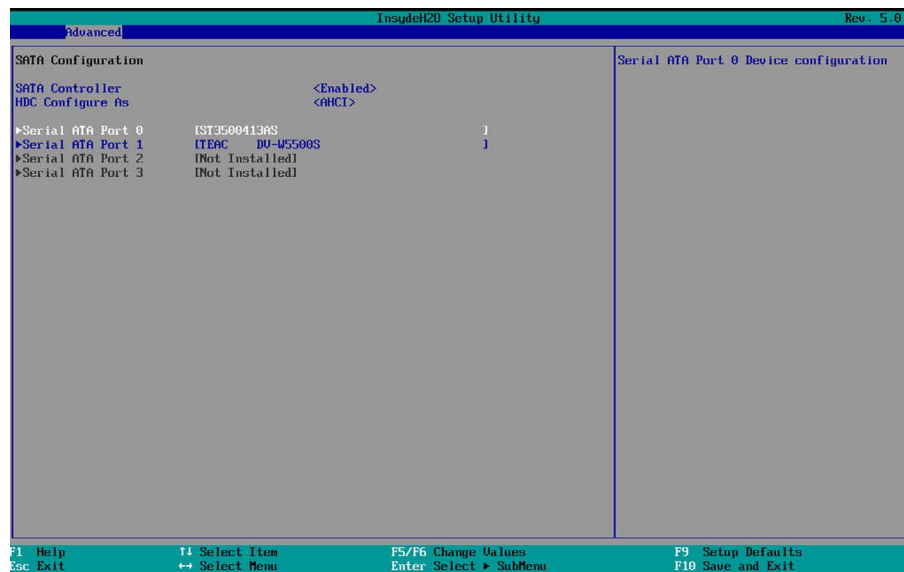 InsydeH20 Setup Utility Rev. 5.0
Advanced
SATA Configuration
Serial ATA Port 0 Device configuration
SATA Controller <Enabled>
HDC Configure As <AHCI>
▶Serial ATA Port 0 [ST3500413AS ]
▶Serial ATA Port 1 [TEAC DV-W5500S ]
▶Serial ATA Port 2 [Not Installed]
▶Serial ATA Port 3 [Not Installed]
F1 Help ↑↓ Select Item F5/F6 Change Values F9 Setup Defaults
Esc Exit ↔ Select Menu Enter Select ▶ SubMenu F10 Save and Exit